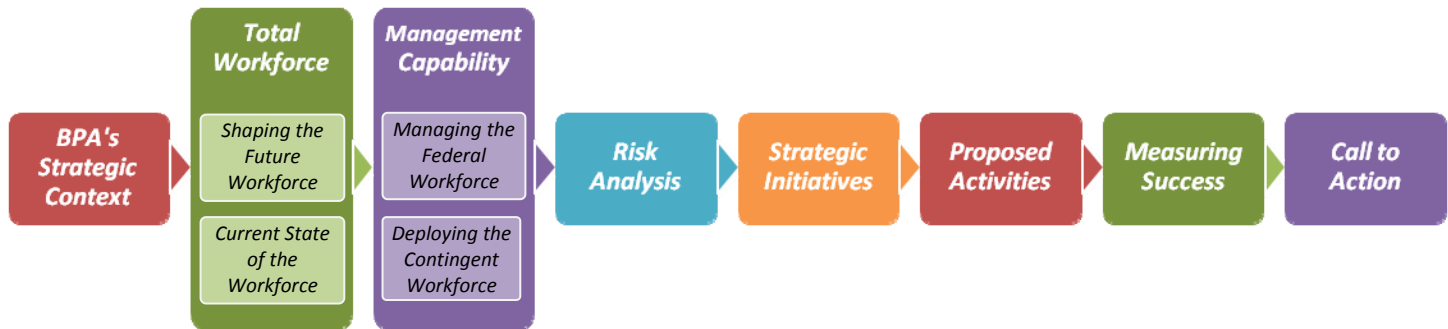 BPA's
Strategic
Context
Total
Workforce
Shaping the
Future
Workforce
Current State
of the
Workforce
Management
Capability
Managing the
Federal
Workforce
Deploying the
Contingent
Workforce
Risk
Analysis
Strategic
Initiatives
Proposed
Activities
Measuring
Success
Call to
Action